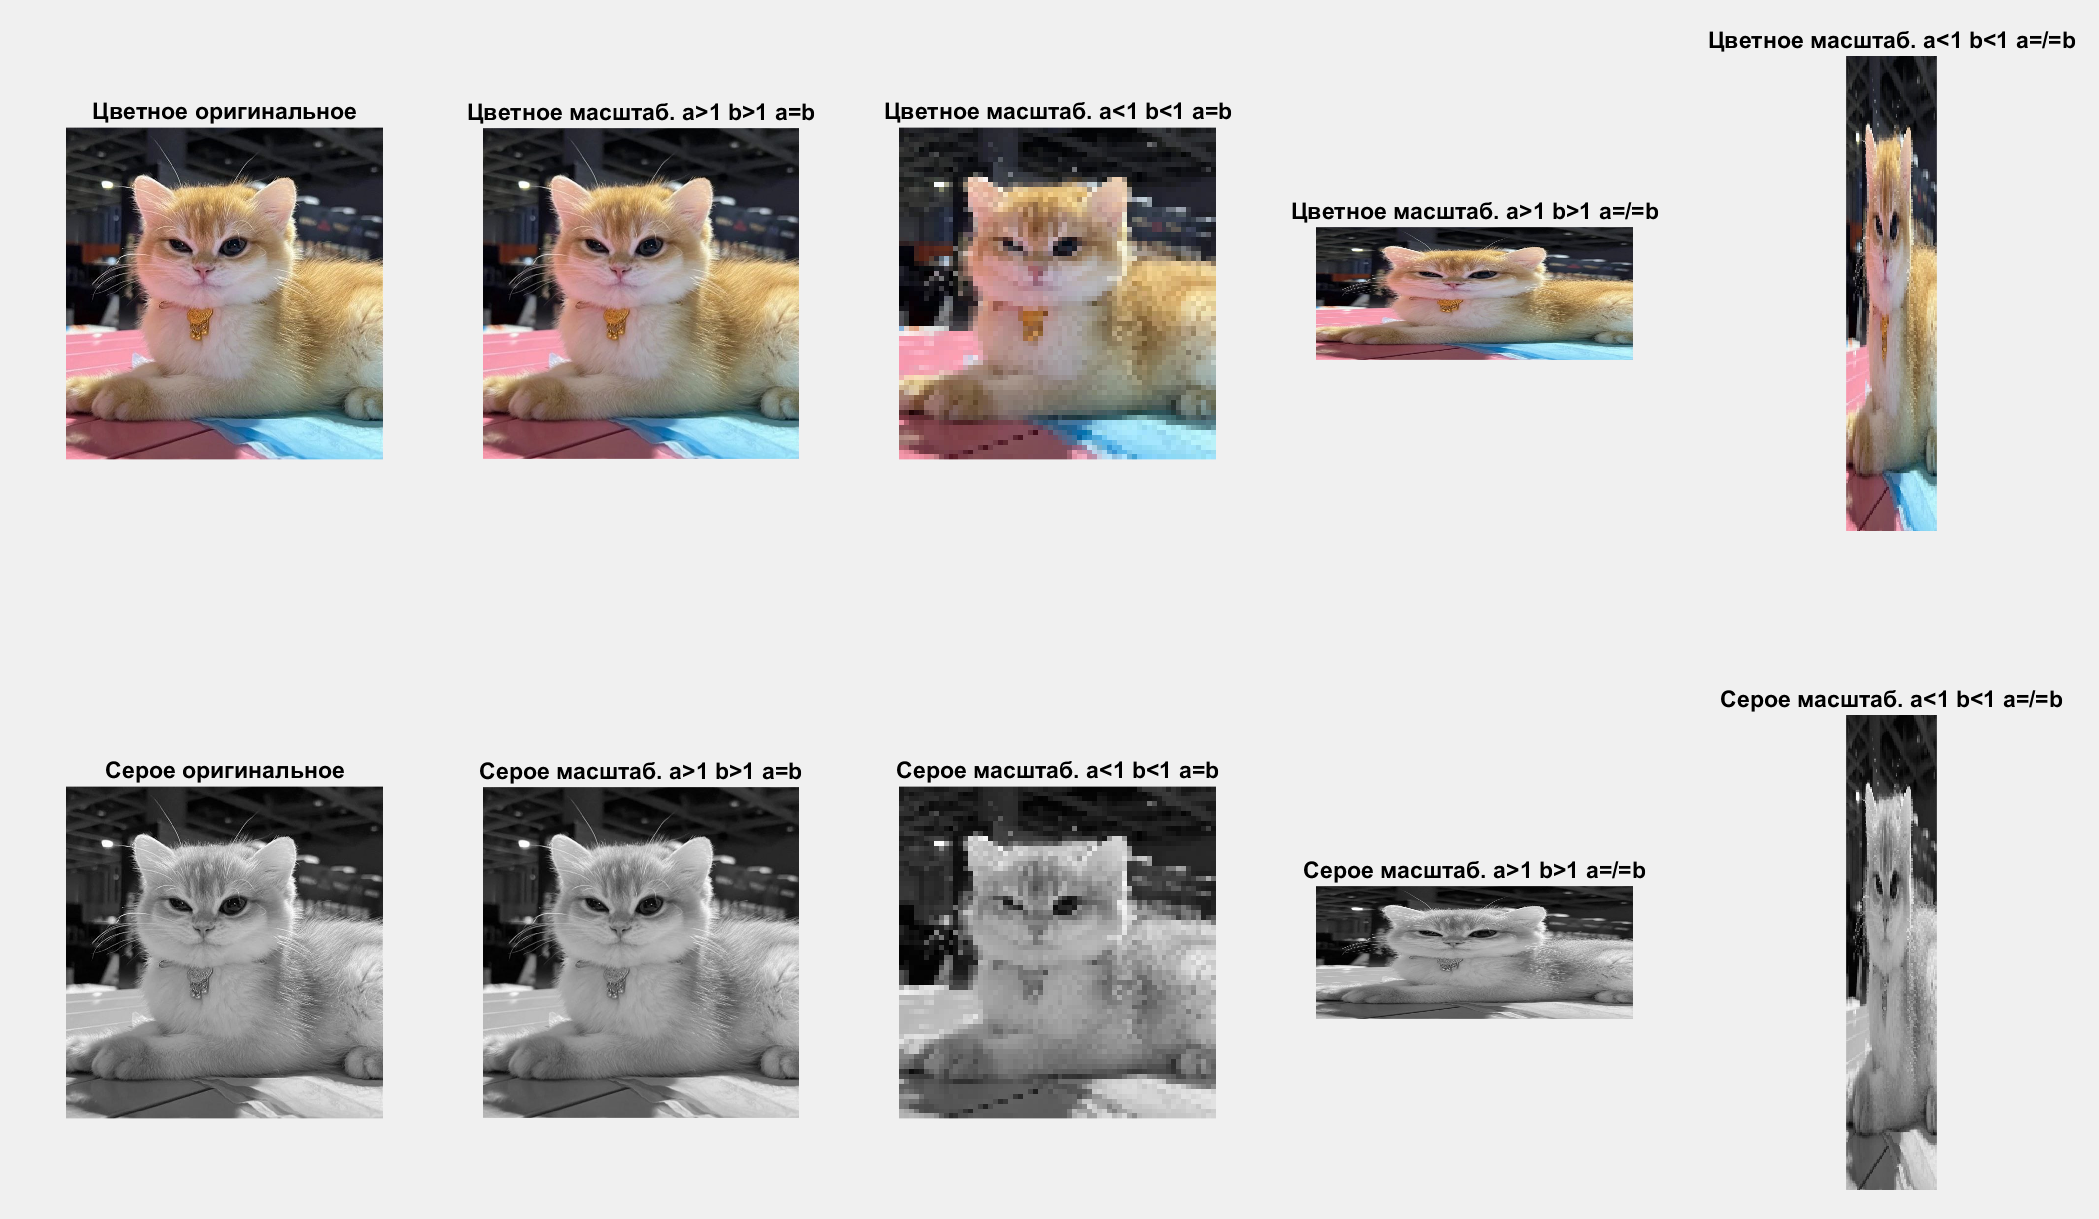 Цветное оригинальное
Цветное масштаб. a>1 b>1 a=b
Цветное масштаб. a<1 b<1 a=b
Цветное масштаб. a>1 b>1 a=/=b
Цветное масштаб. a<1 b<1 a=/=b
Серое оригинальное
Серое масштаб. a>1 b>1 a=b
Серое масштаб. a<1 b<1 a=b
Серое масштаб. a>1 b>1 a=/=b
Серое масштаб. a<1 b<1 a=/=b